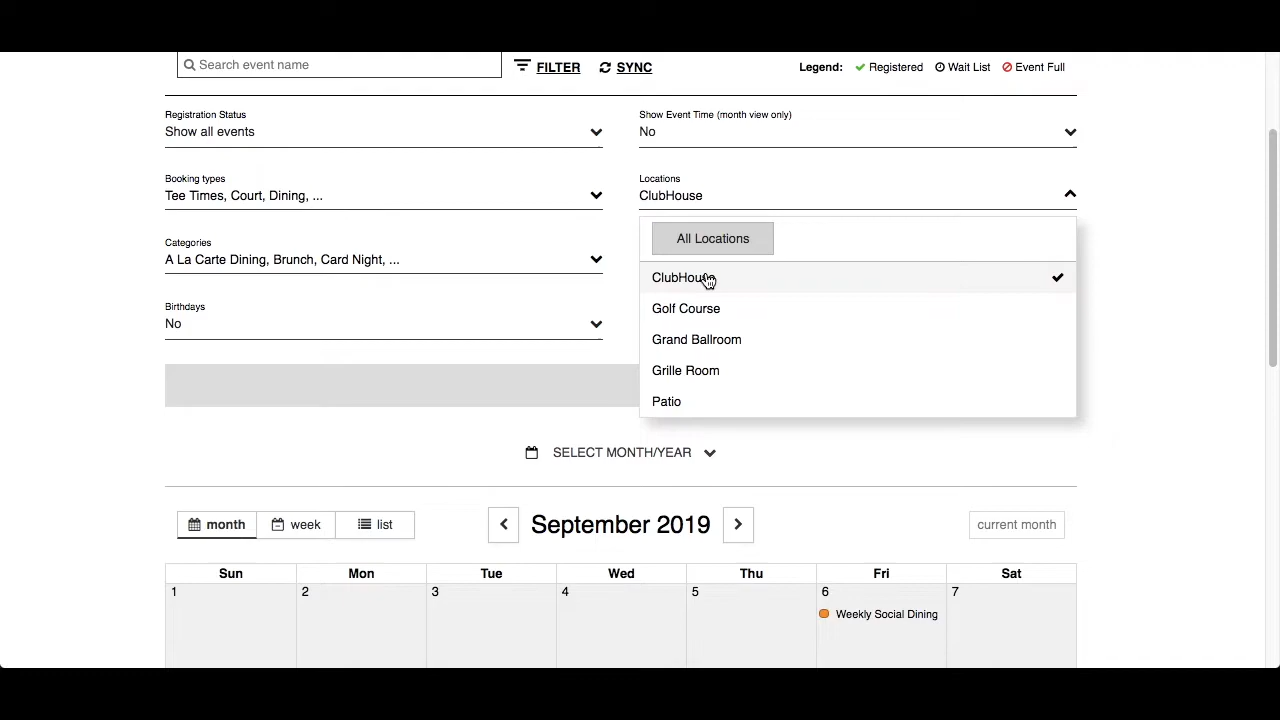 Search event name
FILTER
SYNC
Legend: Registered Wait List Event Full
Registration Status
Show all events
Show Event Time (month view only)
No
Booking types
Tee Times, Court, Dining, ...
Locations
ClubHouse
All Locations
ClubHouse
Golf Course
Grand Ballroom
Grille Room
Patio
Categories
A La Carte Dining, Brunch, Card Night, ...
Birthdays
No
SELECT MONTH/YEAR
month week list
September 2019
current month
Sun Mon Tue Wed Thu Fri Sat
1 2 3 4 5 6 7
Weekly Social Dining